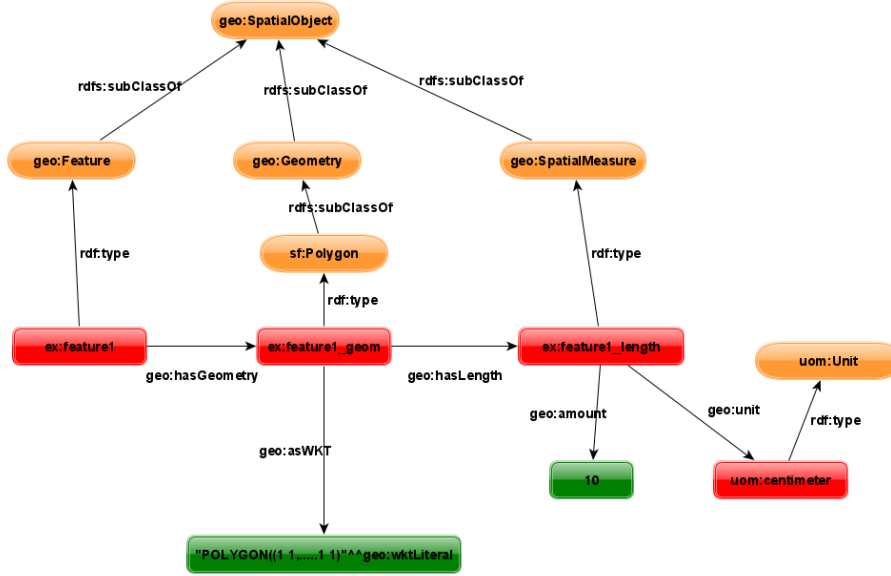 geo:SpatialObject
rdfs:subClassOf
rdfs:subClassOf
rdfs:subClassOf
geo:Feature
geo:Geometry
geo:SpatialMeasure
rdfs:subClassOf
rdf:type
sf:Polygon
rdf:type
rdf:type
ex:feature1
ex:feature1_geom
ex:feature1_length
uom:Unit
geo:hasGeometry
geo:hasLength
geo:amount
geo:unit
rdf:type
geo:asWKT
10
uom:centimeter
"POLYGON((1 1,.....1 1)"^^geo:wktLiteral